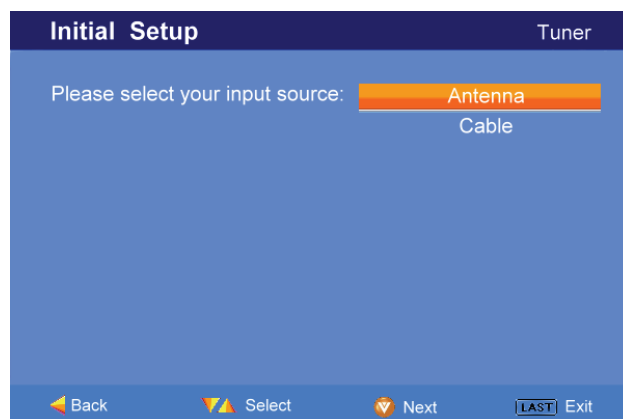 Initial Setup Tuner
Please select your input source: Antenna
Cable
Back Select Next LAST Exit